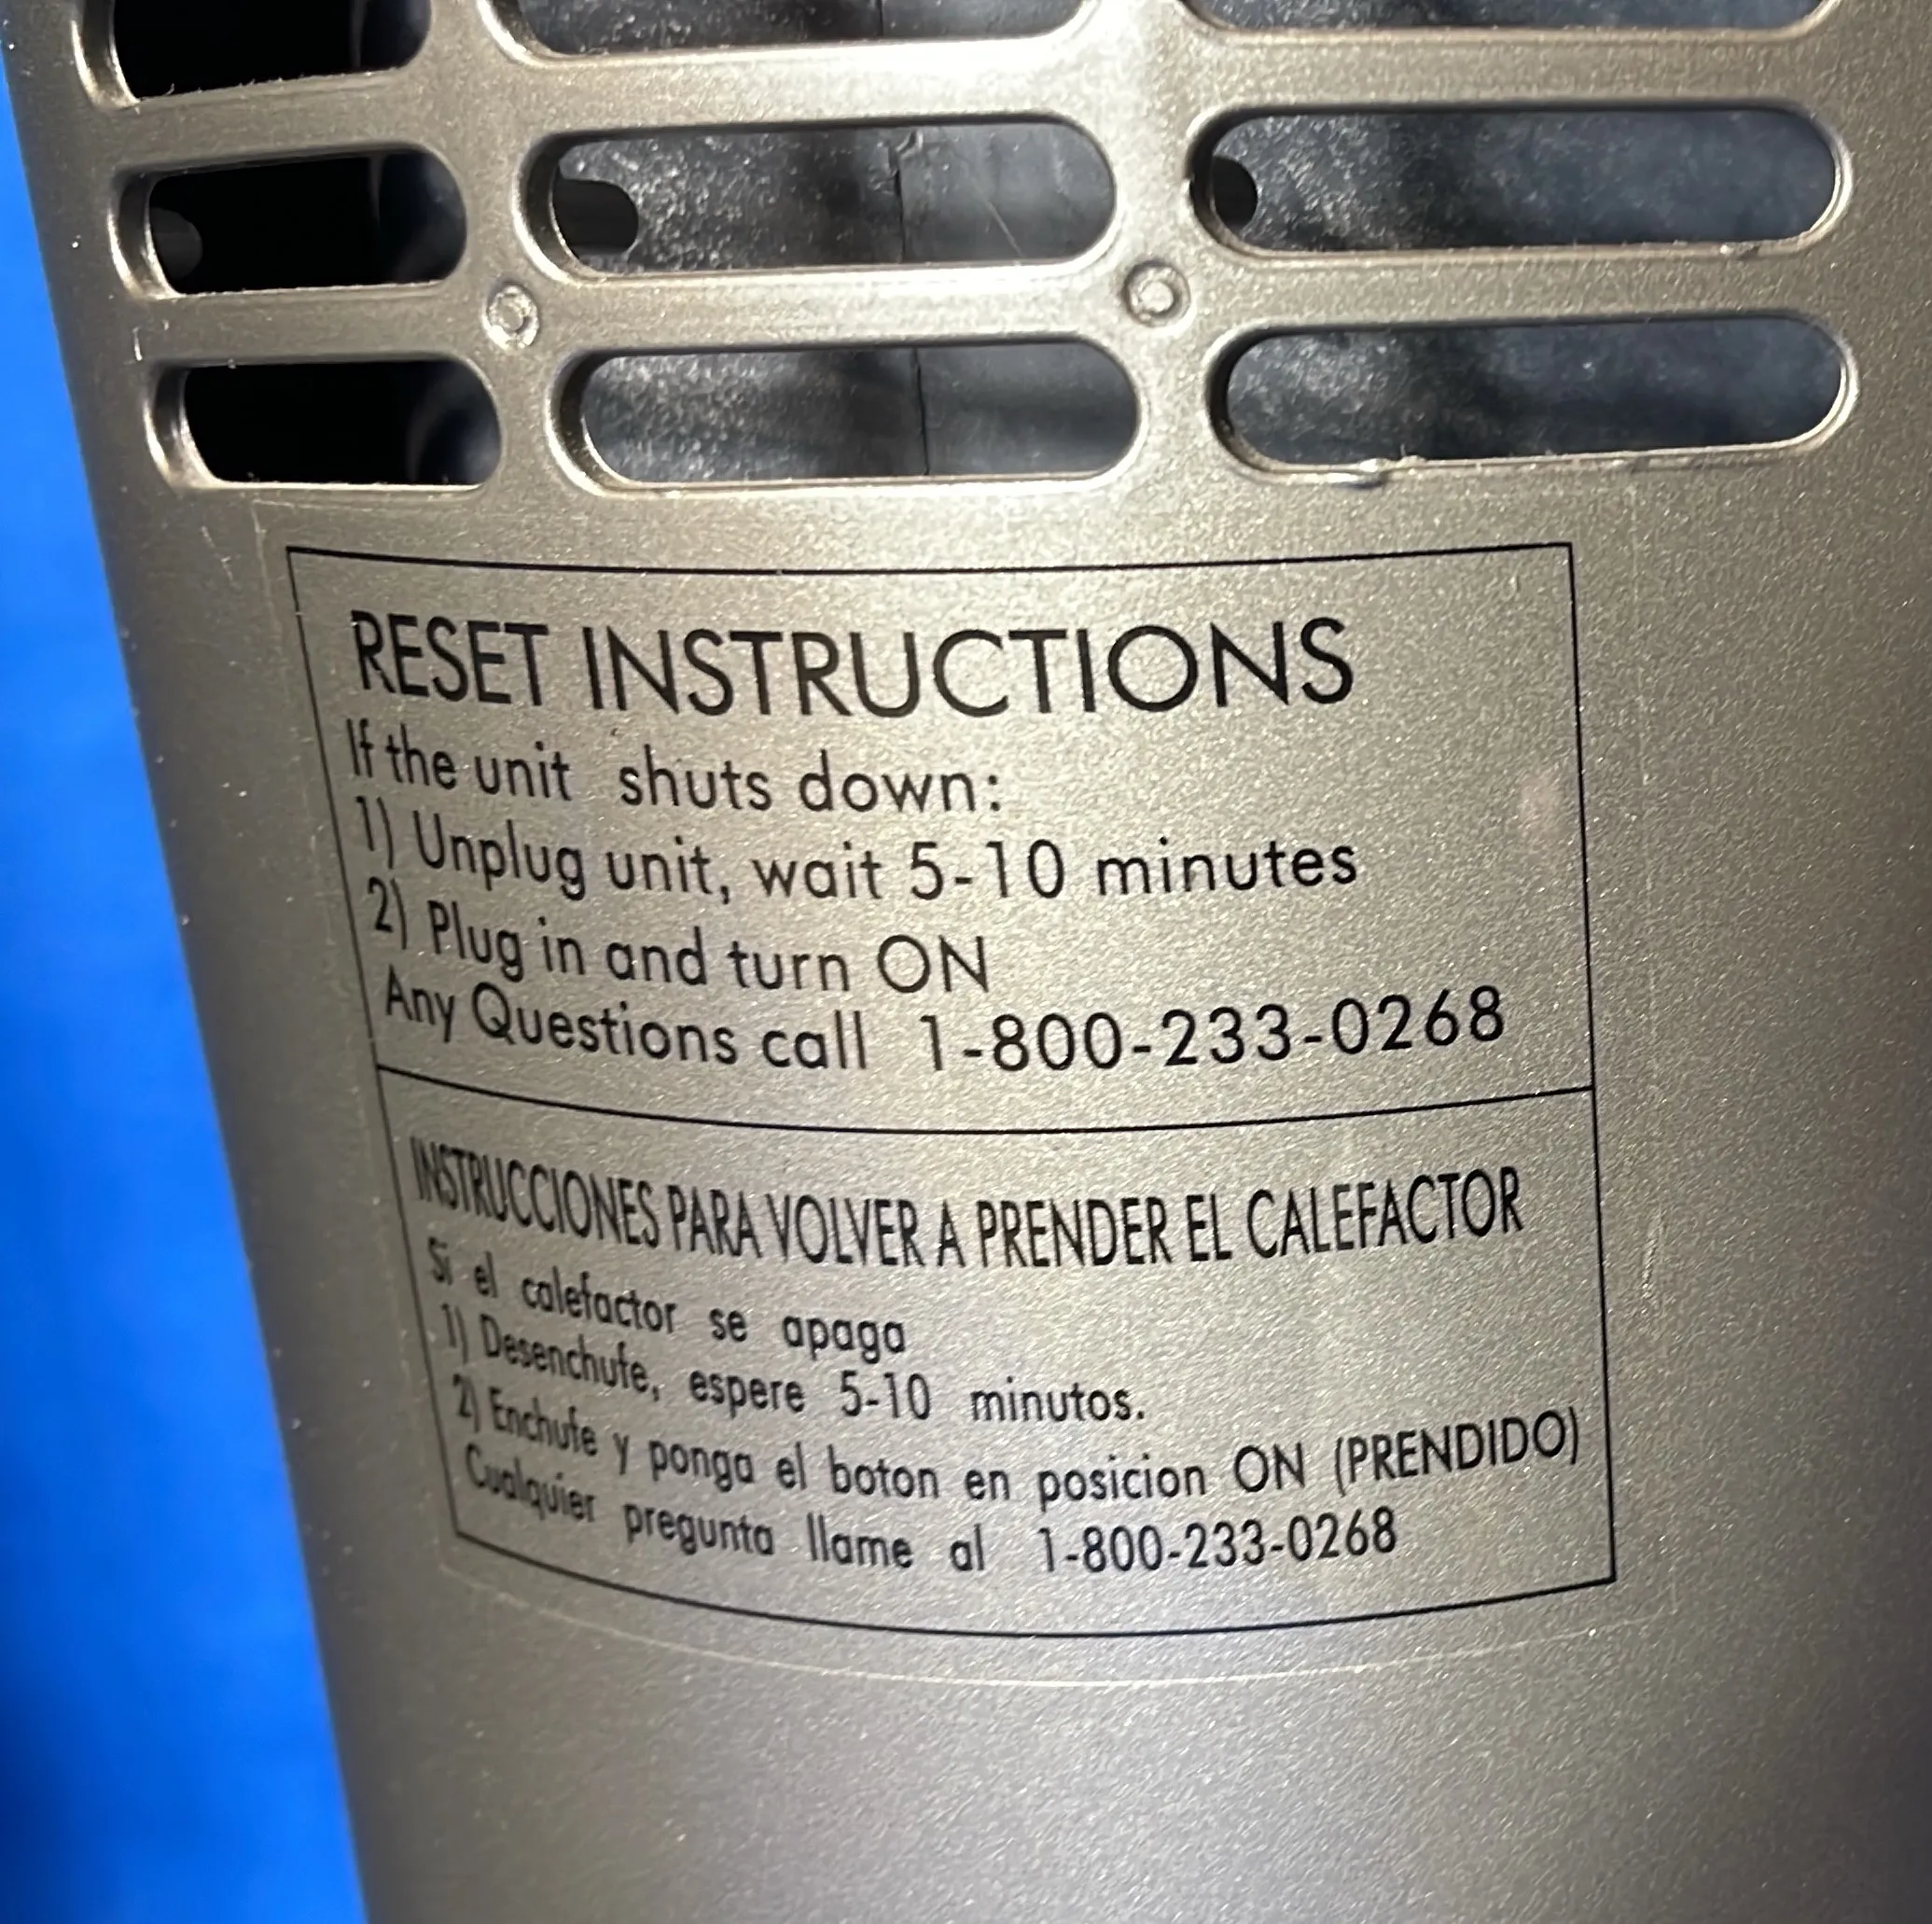 RESET INSTRUCTIONS
If the unit shuts down:
1) Unplug unit, wait 5-10 minutes
2) Plug in and turn ON
Any Questions call 1-800-233-0268
INSTRUCCIONES PARA VOLVER A PRENDER EL CALEFACTOR
Si el calefactor se apaga
1) Desenchufe, espere 5-10 minutos.
2) Enchufe y ponga el boton en posicion ON (PRENDIDO)
Cualquier pregunta llame al 1-800-233-0268